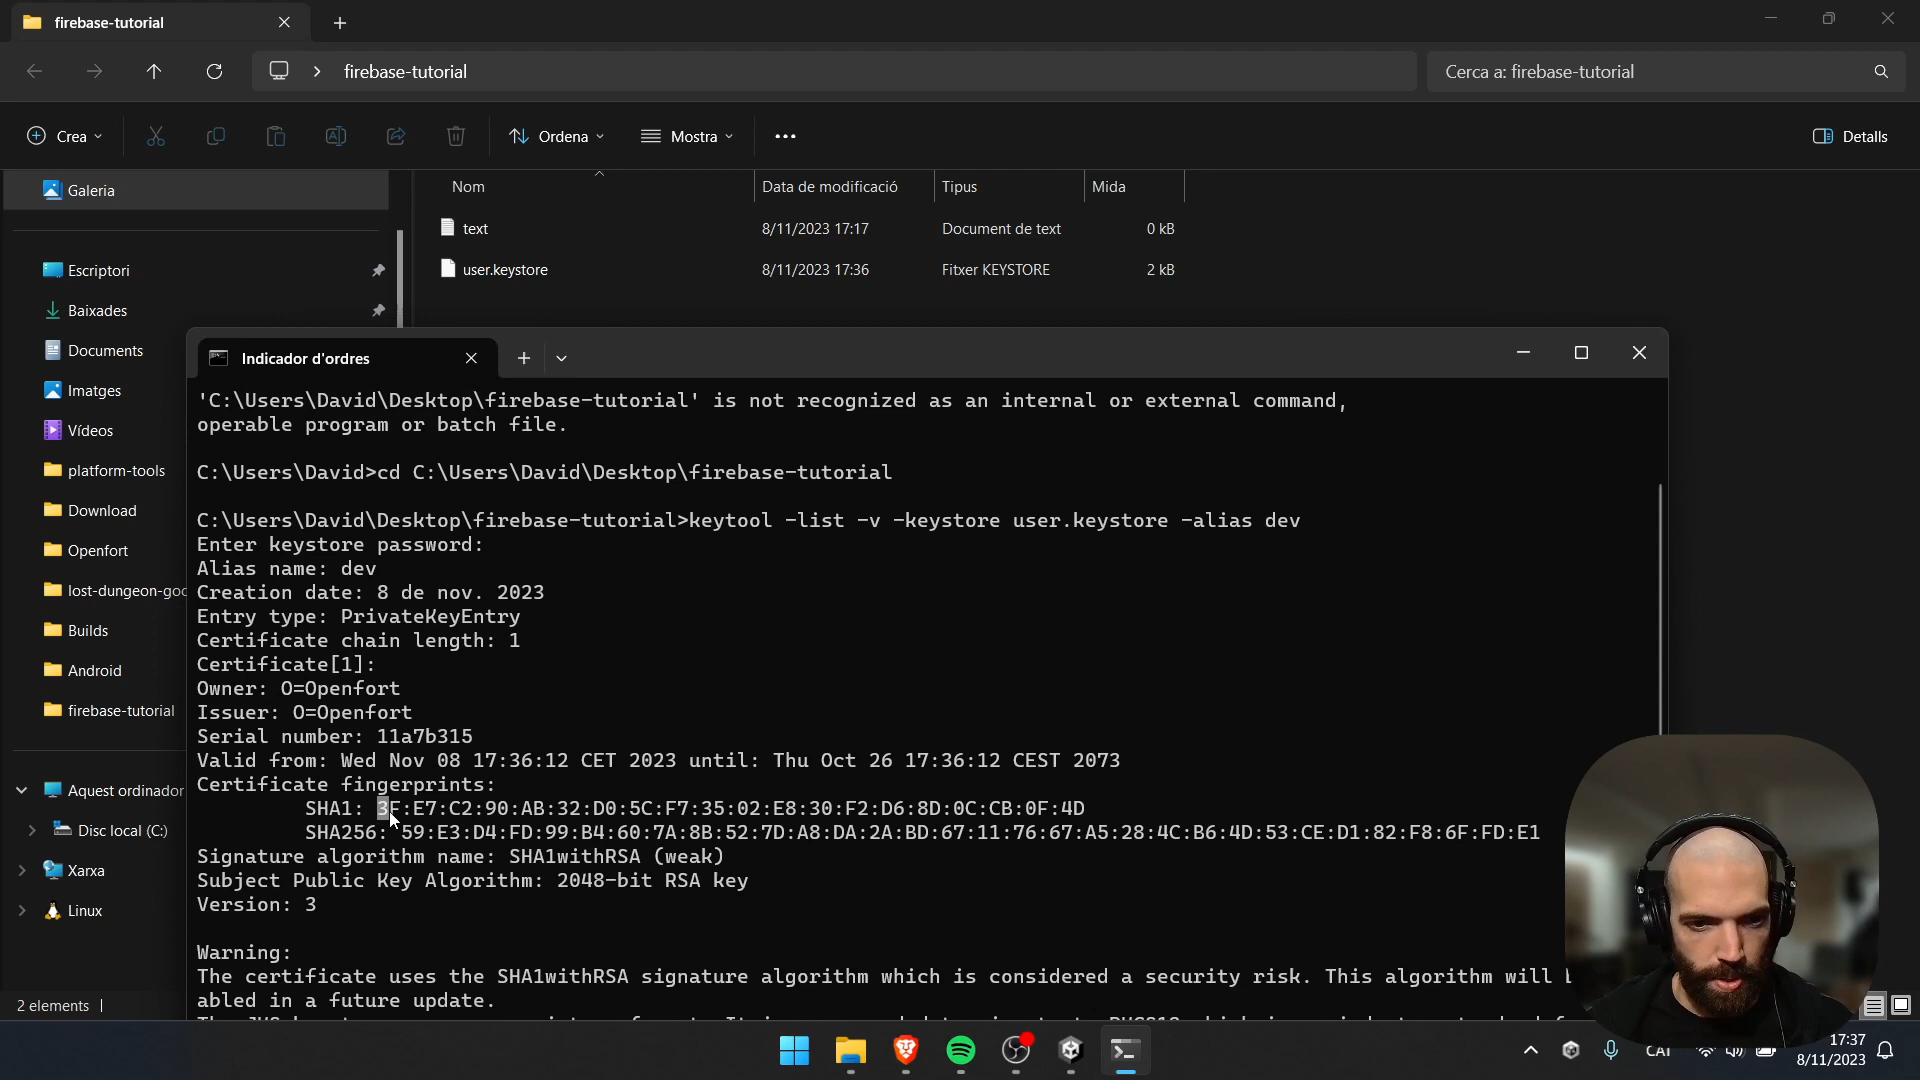 firebase-tutorial
firebase-tutorial
Cerca a: firebase-tutorial
Crea
Ordena
Mostra
Detalls
Galeria
Escriptori
Baixades
Documents
Imatges
Vídeos
platform-tools
Download
Openfort
lost-dungeon-goo
Builds
Android
firebase-tutorial
Aquest ordinador
Disc local (C:)
Xarxa
Linux
2 elements
Nom Data de modificació Tipus Mida
text 8/11/2023 17:17 Document de text 0 kB
user.keystore 8/11/2023 17:36 Fitxer KEYSTORE 2 kB
Indicador d'ordres
'C:\Users\David\Desktop\firebase-tutorial' is not recognized as an internal or external command,
operable program or batch file.
C:\Users\David>cd C:\Users\David\Desktop\firebase-tutorial
C:\Users\David\Desktop\firebase-tutorial>keytool -list -v -keystore user.keystore -alias dev
Enter keystore password:
Alias name: dev
Creation date: 8 de nov. 2023
Entry type: PrivateKeyEntry
Certificate chain length: 1
Certificate[1]:
Owner: O=Openfort
Issuer: O=Openfort
Serial number: 11a7b315
Valid from: Wed Nov 08 17:36:12 CET 2023 until: Thu Oct 26 17:36:12 CEST 2073
Certificate fingerprints:
SHA1: 3F:E7:C2:90:AB:32:D0:5C:F7:35:02:E8:30:F2:D6:8D:0C:CB:0F:4D
SHA256: 59:E3:D4:FD:99:B4:60:7A:8B:52:7D:A8:DA:2A:BD:67:11:76:67:A5:28:4C:B6:4D:53:CE:D1:82:F8:6F:FD:E1
Signature algorithm name: SHA1withRSA (weak)
Subject Public Key Algorithm: 2048-bit RSA key
Version: 3
Warning:
The certificate uses the SHA1withRSA signature algorithm which is considered a security risk. This algorithm will
abled in a future update.
CAT
17:37
8/11/2023